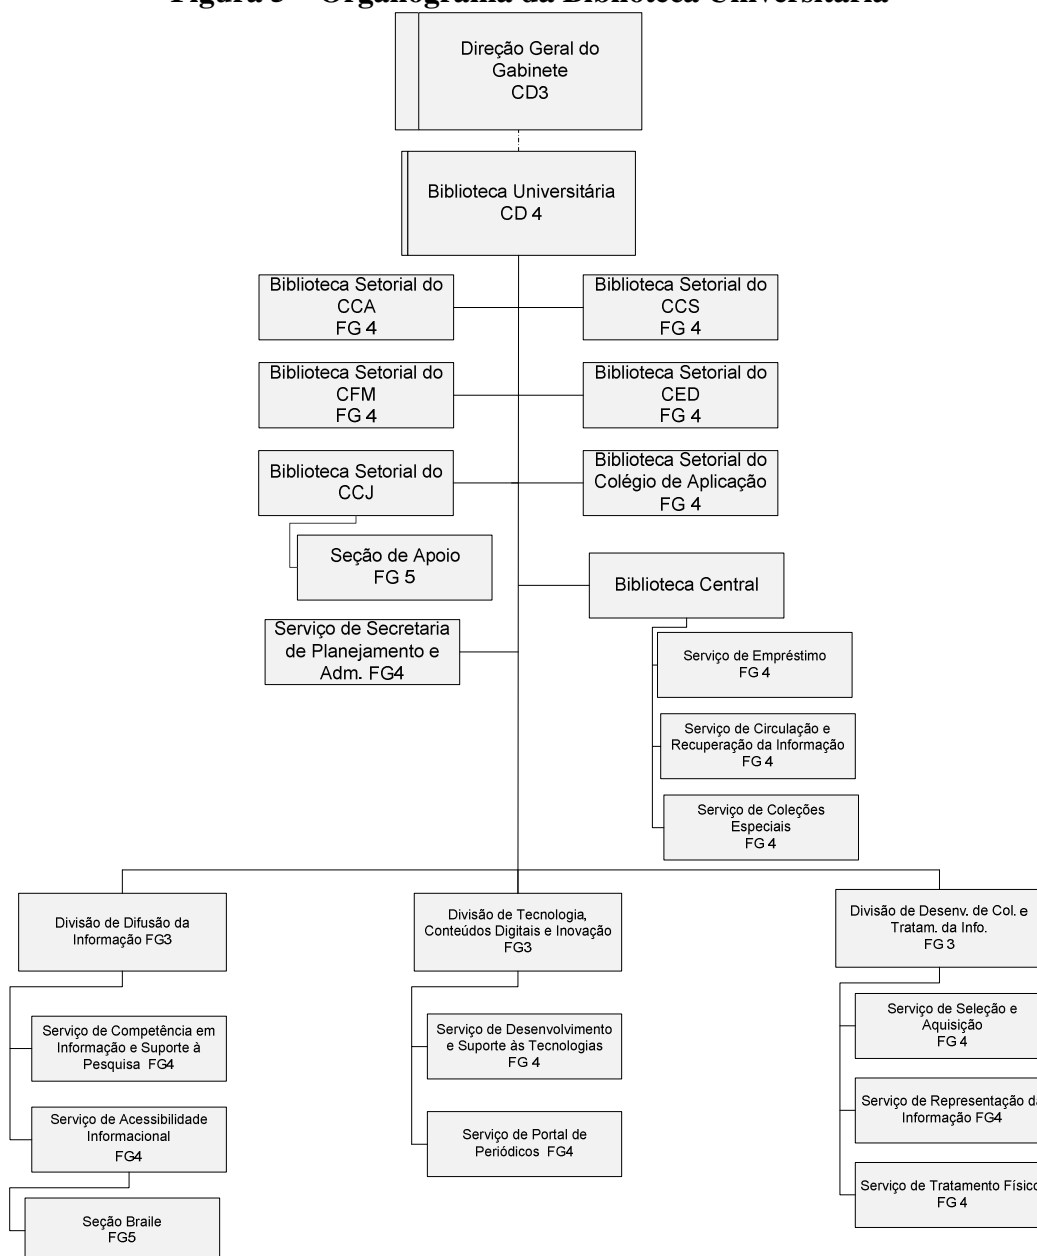 Figura 3 – Organograma da Biblioteca Universitária
Direção Geral do
Gabinete
CD3
Biblioteca Universitária
CD 4
Biblioteca Setorial do
CCA
FG 4
Biblioteca Setorial do
CCS
FG 4
Biblioteca Setorial do
CFM
FG 4
Biblioteca Setorial do
CED
FG 4
Biblioteca Setorial do
CCJ
Biblioteca Setorial do
Colégio de Aplicação
FG 4
Seção de Apoio
FG 5
Biblioteca Central
Serviço de Secretaria
de Planejamento e
Adm. FG4
Serviço de Empréstimo
FG 4
Serviço de Circulação e
Recuperação da Informação
FG 4
Serviço de Coleções
Especiais
FG 4
Divisão de Difusão da
Informação FG3
Serviço de Competência em
Informação e Suporte à
Pesquisa FG4
Serviço de Acessibilidade
Informacional
FG4
Seção Braile
FG5
Divisão de Tecnologia,
Conteúdos Digitais e Inovação
FG3
Serviço de Desenvolvimento
e Suporte às Tecnologias
FG 4
Serviço de Portal de
Periódicos FG4
Divisão de Desenv. de Col. e
Tratam. da Info.
FG 3
Serviço de Seleção e
Aquisição
FG 4
Serviço de Representação da
Informação FG4
Serviço de Tratamento Físico
FG 4